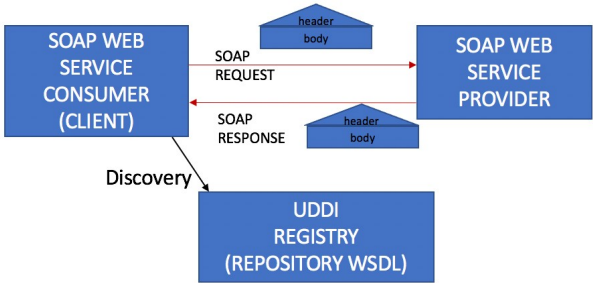 SOAP WEB
SERVICE
CONSUMER
(CLIENT)
header
body
SOAP
REQUEST
SOAP WEB
SERVICE
PROVIDER
SOAP
RESPONSE
header
body
Discovery
UDDI
REGISTRY
(REPOSITORY WSDL)